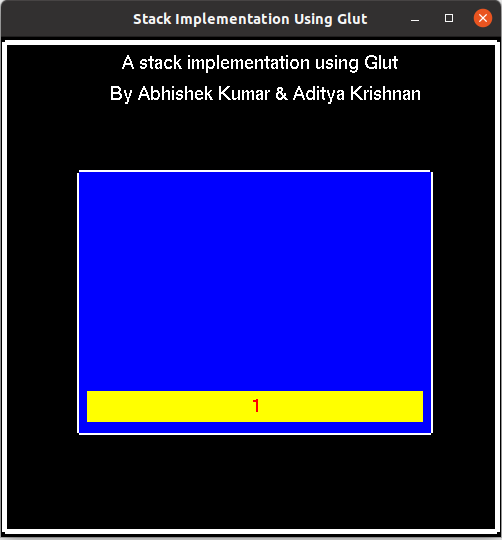 Stack Implementation Using Glut
A stack implementation using Glut
By Abhishek Kumar & Aditya Krishnan
1